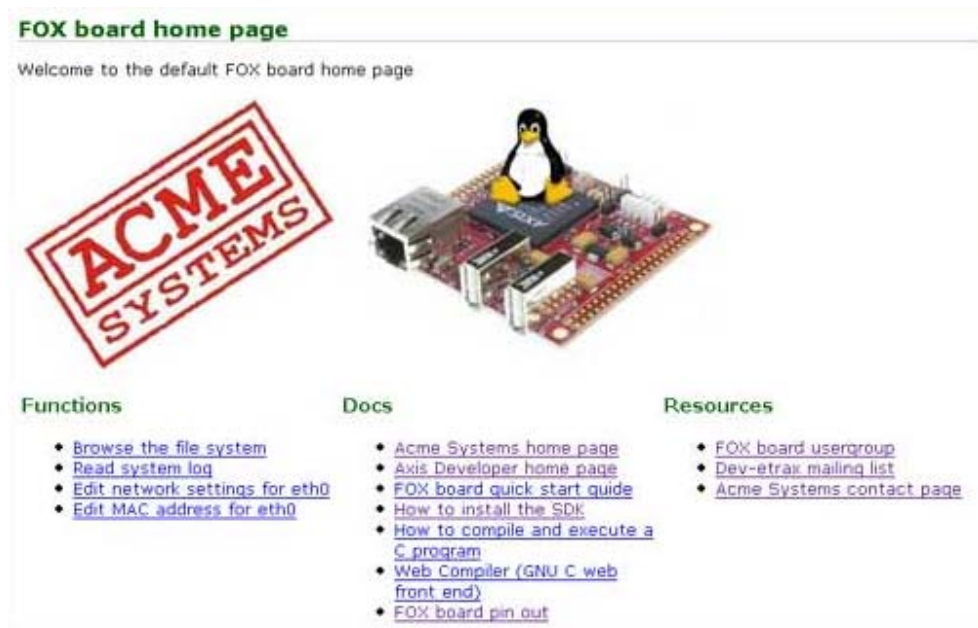 FOX board home page
Welcome to the default FOX board home page
ACME
SYSTEMS
AXIS
Functions
Browse the file system
Read system log
Edit network settings for eth0
Edit MAC address for eth0
Docs
Acme Systems home page
Axis Developer home page
FOX board quick start guide
How to install the SDK
How to compile and execute a
C program
Web Compiler (GNU C web
front end)
FOX board pin out
Resources
FOX board usergroup
Dev-etrax mailing list
Acme Systems contact page